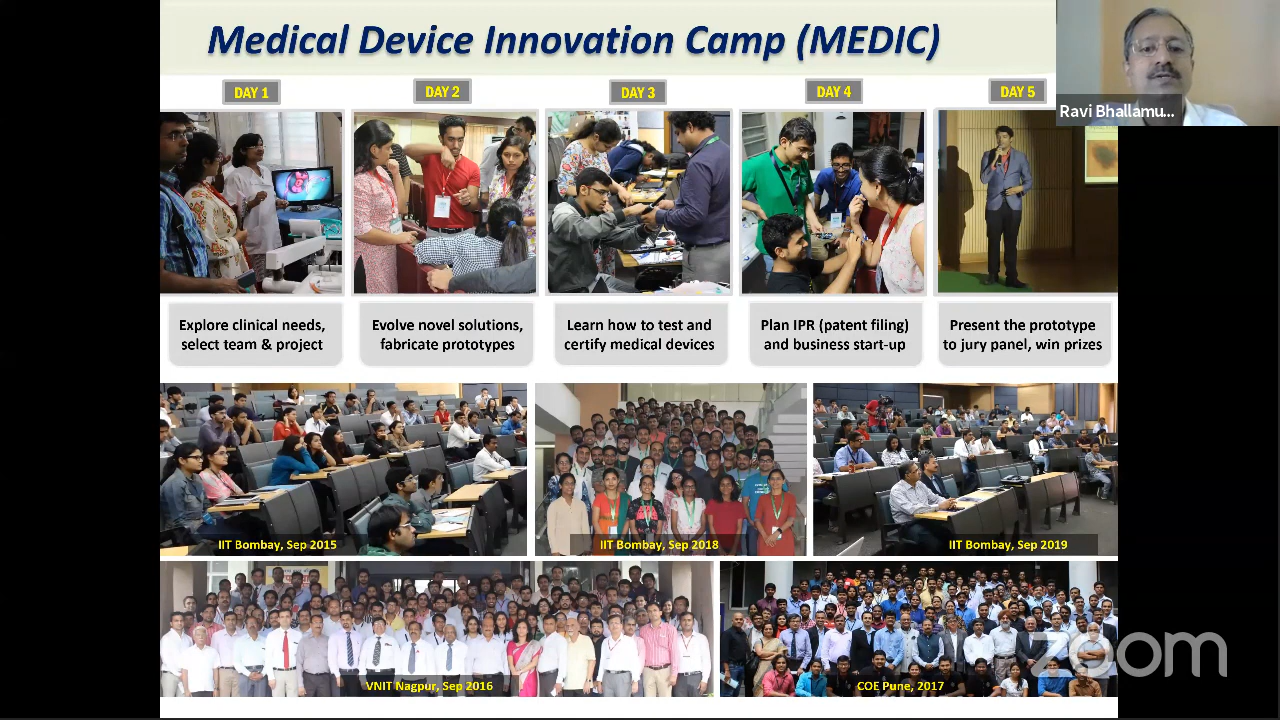 Medical Device Innovation Camp (MEDIC)
DAY 1
DAY 2
DAY 3
DAY 4
DAY 5
Ravi Bhallamu...
Explore clinical needs,
select team & project
Evolve novel solutions,
fabricate prototypes
Learn how to test and
certify medical devices
Plan IPR (patent filing)
and business start-up
Present the prototype
to jury panel, win prizes
IIT Bombay, Sep 2015
IIT Bombay, Sep 2018
IIT Bombay, Sep 2019
VNIT Nagpur, Sep 2016
COE Pune, 2017
zoom